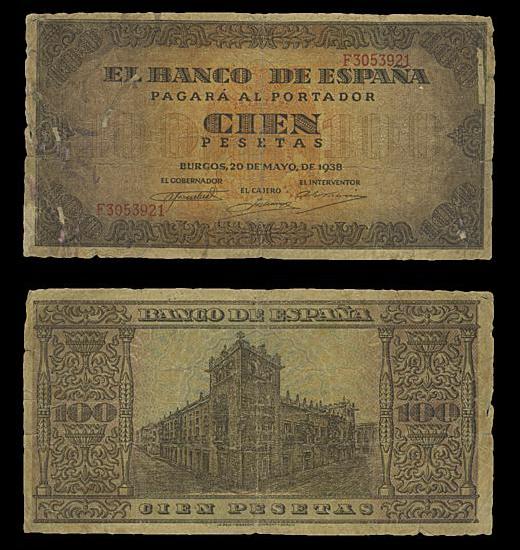 F3053921
EL BANCO DE ESPAÑA
PAGARÁ AL PORTADOR
CIEN
PESETAS
BURGOS, 20 DE MAYO, DE 1938
EL GOBERNADOR EL CAJERO EL INTERVENTOR
F3053921
BANCO DE ESPAÑA
100 100
CIEN PESETAS